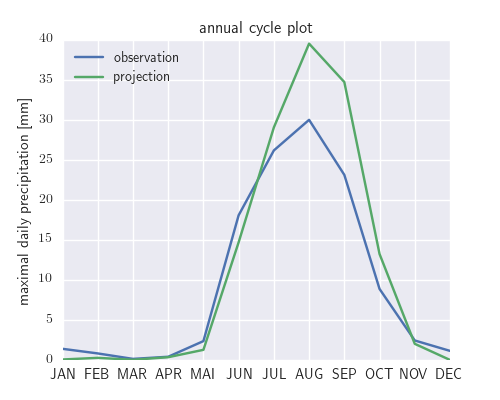 annual cycle plot
observation
projection
maximal daily precipitation [mm]
40
35
30
25
20
15
10
5
0
JAN FEB MAR APR MAI JUN JUL AUG SEP OCT NOV DEC